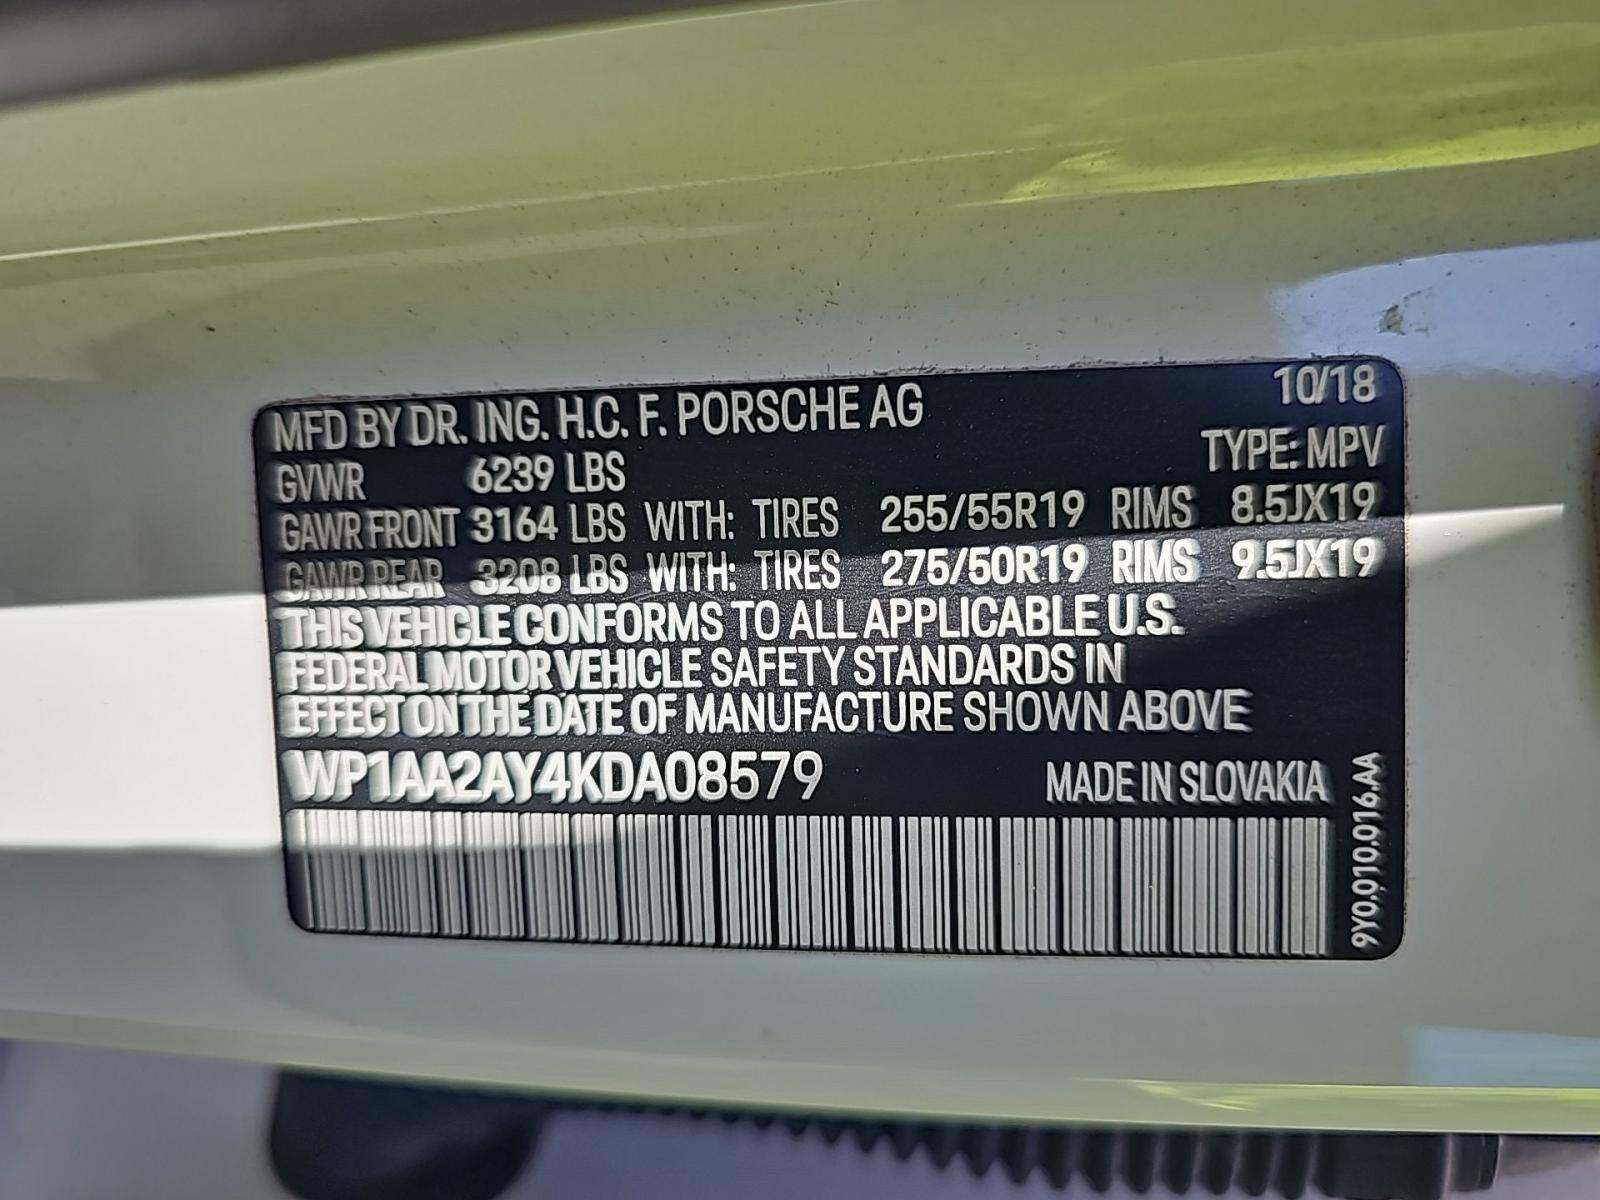 MFD BY DR. ING. H.C. F. PORSCHE AG 10/18
GVWR 6239 LBS TYPE: MPV
GAWR FRONT 3164 LBS WITH: TIRES 255/55R19 RIMS 8.5JX19
GAWR REAR 3208 LBS WITH: TIRES 275/50R19 RIMS 9.5JX19
THIS VEHICLE CONFORMS TO ALL APPLICABLE U.S.
FEDERAL MOTOR VEHICLE SAFETY STANDARDS IN
EFFECT ON THE DATE OF MANUFACTURE SHOWN ABOVE
WP1AA2AY4KDA08579 MADE IN SLOVAKIA
9Y0.010.016.AA